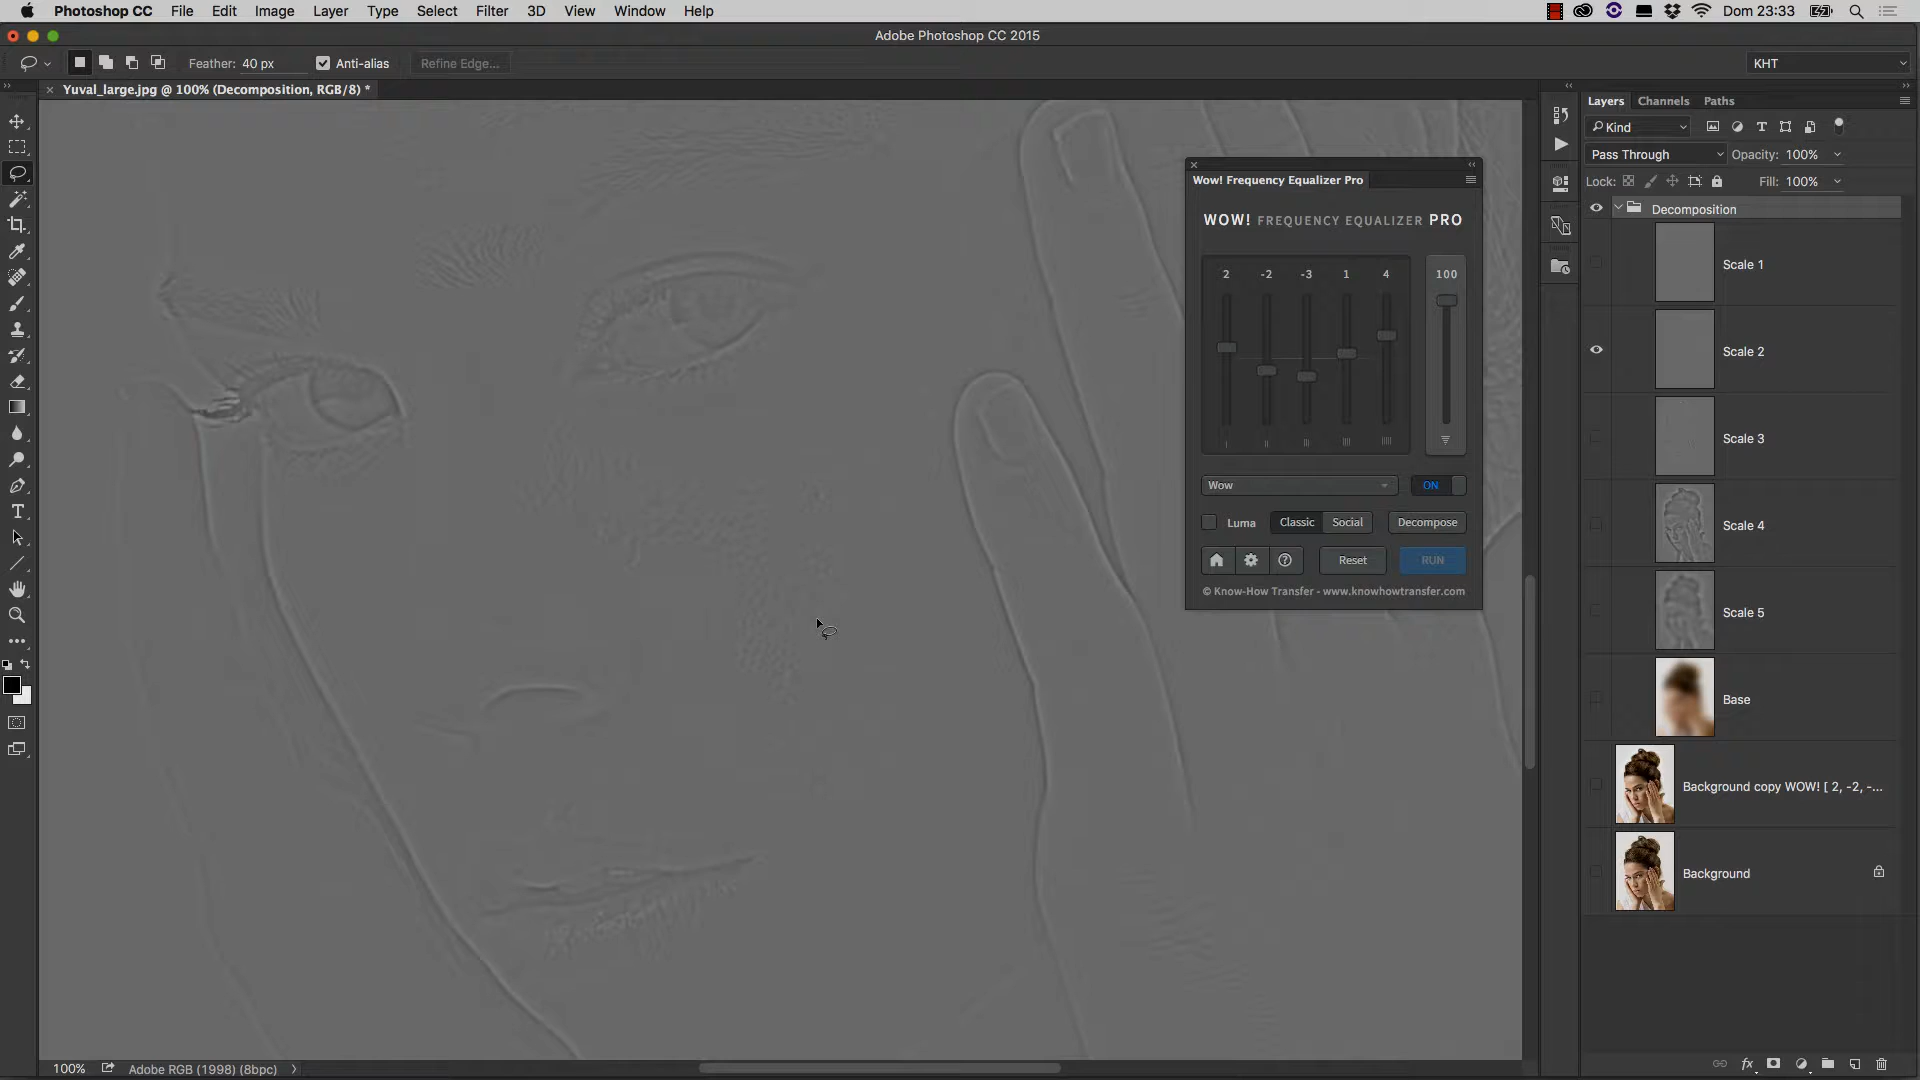 Photoshop CC File Edit Image Layer Type Select Filter 3D View Window Help Dom 23:33
Adobe Photoshop CC 2015
Feather: 40 px Anti-alias Refine Edge... KHT
Yuval_large.jpg @ 100% (Decomposition, RGB/8) *
Layers Channels Paths
Kind
Pass Through Opacity: 100%
Lock: Fill: 100%
Decomposition
Scale 1
Scale 2
Scale 3
Scale 4
Scale 5
Base
Background copy WOW! [ 2, -2, -...
Background
Wow! Frequency Equalizer Pro
WOW! FREQUENCY EQUALIZER PRO
2 -2 -3 1 4 100
Wow ON
Luma Classic Social Decompose
Reset RUN
© Know-How Transfer - www.knowhowtransfer.com
100% Adobe RGB (1998) (8bpc)